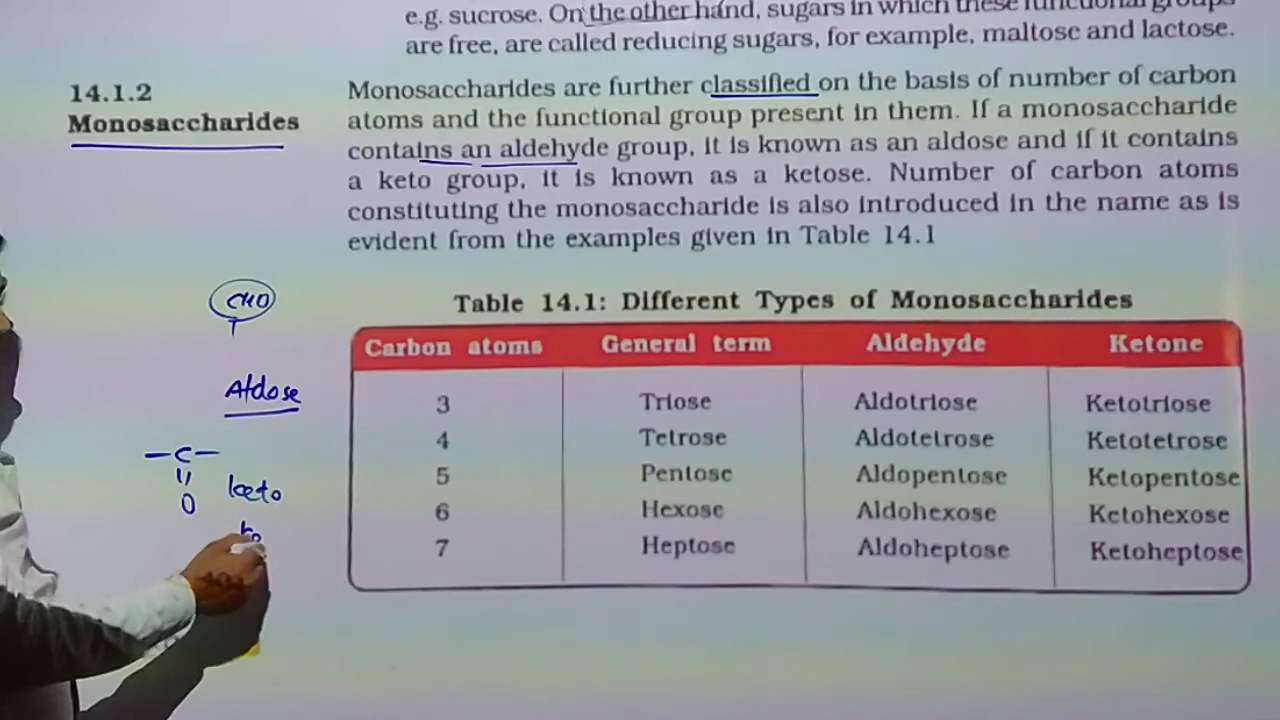 e.g. sucrose. On the other hand, sugars in which these functional groups
are free, are called reducing sugars, for example, maltose and lactose.
14.1.2
Monosaccharides
Monosaccharides are further classified on the basis of number of carbon
atoms and the functional group present in them. If a monosaccharide
contains an aldehyde group, it is known as an aldose and if it contains
a keto group, it is known as a ketose. Number of carbon atoms
constituting the monosaccharide is also introduced in the name as is
evident from the examples given in Table 14.1
CHO
Aldose
-C-
O
keto
Table 14.1: Different Types of Monosaccharides
Carbon atoms General term Aldehyde Ketone
3 Triose Aldotriose Ketotriose
4 Tetrose Aldotetrose Ketotetrose
5 Pentose Aldopentose Ketopentose
6 Hexose Aldohexose Ketohexose
7 Heptose Aldoheptose Ketoheptose